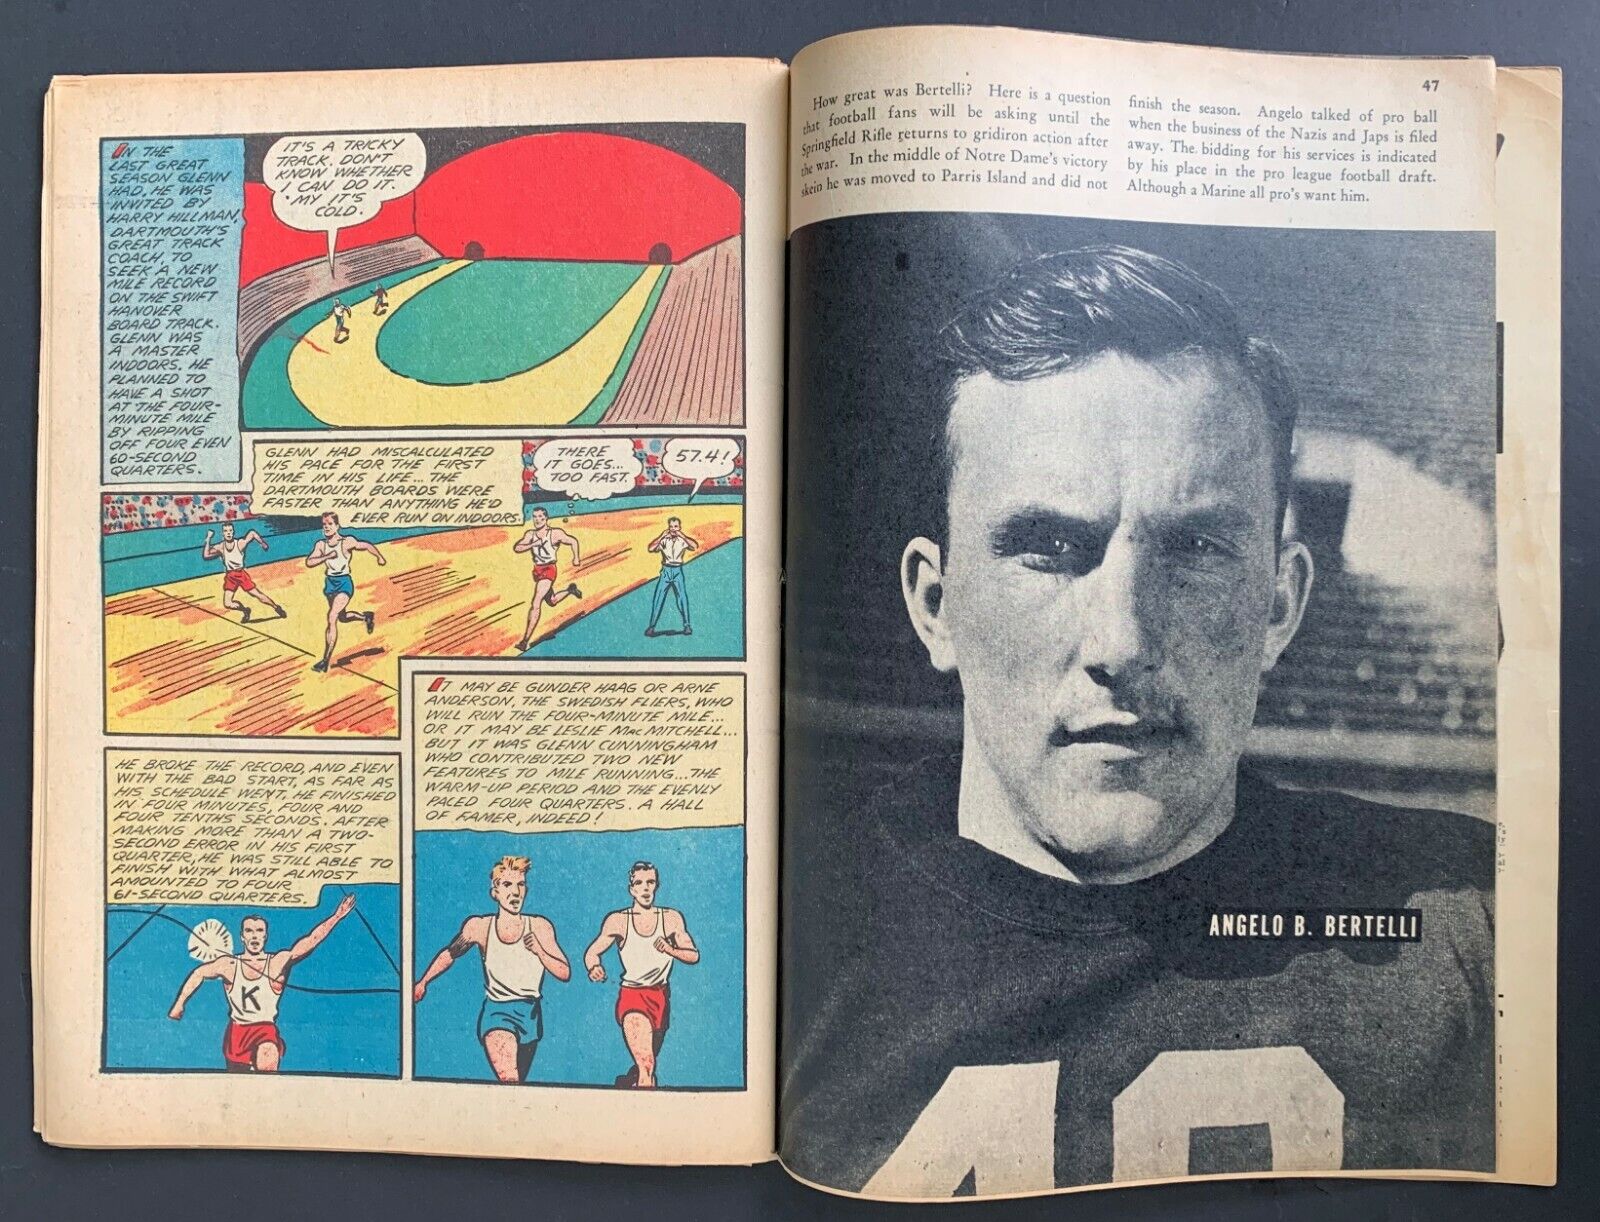 IN THE
LAST GREAT
SEASON GLENN
HAD, HE WAS
INVITED BY
HARRY HILLMAN,
DARTMOUTH'S
GREAT TRACK
COACH, TO
SEEK A NEW
MILE RECORD
ON THE SWIFT
HANOVER
BOARD TRACK.
GLENN WAS
A MASTER
INDOORS. HE
PLANNED TO
HAVE A SHOT
AT THE FOUR-
MINUTE MILE
BY RIPPING
OFF FOUR EVEN
60-SECOND
QUARTERS.
IT'S A TRICKY
TRACK. DON'T
KNOW WHETHER
I CAN DO IT.
MY IT'S
COLD.
GLENN HAD MISCALCULATED
HIS PACE FOR THE FIRST
TIME IN HIS LIFE... THE
DARTMOUTH BOARDS WERE
FASTER THAN ANYTHING HE'D
EVER RUN ON INDOORS.
THERE
IT GOES...
TOO FAST.
57.4!
K
HE BROKE THE RECORD, AND EVEN
WITH THE BAD START, AS FAR AS
HIS SCHEDULE WENT, HE FINISHED
IN FOUR MINUTES, FOUR AND
FOUR TENTHS SECONDS. AFTER
MAKING MORE THAN A TWO-
SECOND ERROR IN HIS FIRST
QUARTER, HE WAS STILL ABLE TO
FINISH WITH WHAT ALMOST
AMOUNTED TO FOUR
61-SECOND QUARTERS.
K
IT MAY BE GUNDER HAAG OR ARNE
ANDERSON, THE SWEDISH FLIERS, WHO
WILL RUN THE FOUR-MINUTE MILE...
OR IT MAY BE LESLIE MAC MITCHELL...
BUT IT WAS GLENN CUNNINGHAM
WHO CONTRIBUTED TWO NEW
FEATURES TO MILE RUNNING...THE
WARM-UP PERIOD AND THE EVENLY
PACED FOUR QUARTERS. A HALL
OF FAMER, INDEED!
47
How great was Bertelli? Here is a question
that football fans will be asking until the
Springfield Rifle returns to gridiron action after
the war. In the middle of Notre Dame's victory
skein he was moved to Parris Island and did not
finish the season. Angelo talked of pro ball
when the business of the Nazis and Japs is filed
away. The bidding for his services is indicated
by his place in the pro league football draft.
Although a Marine all pro's want him.
ANGELO B. BERTELLI